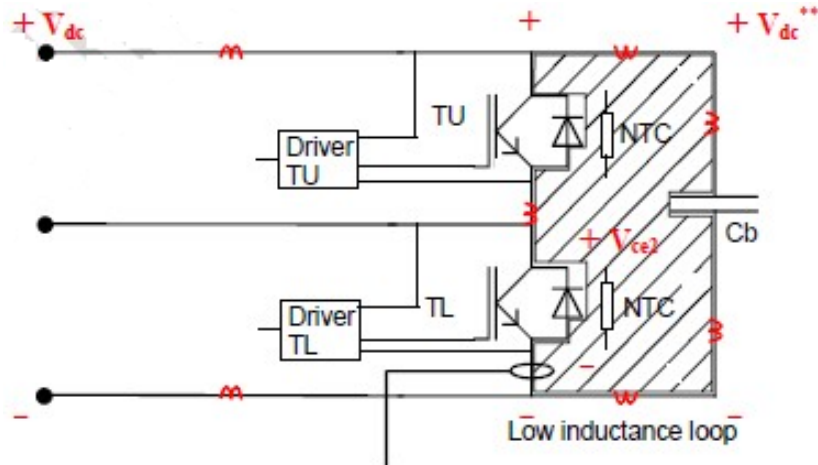 + Vdc
+
+ Vdc**
TU
NTC
Driver
TU
+ Vce2
Cb
TL
NTC
Driver
TL
-
-
-
-
Low inductance loop